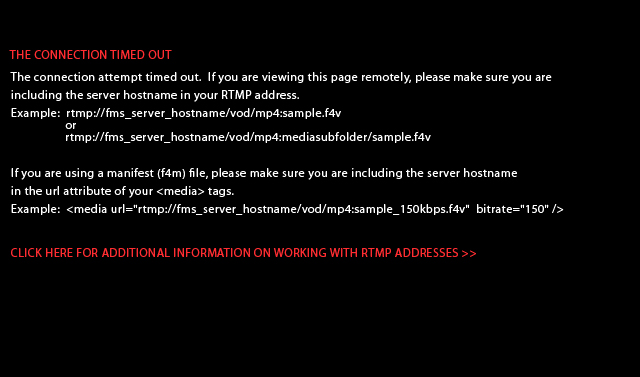 THE CONNECTION TIMED OUT
The connection attempt timed out.  If you are viewing this page remotely, please make sure you are
including the server hostname in your RTMP address.
Example:  rtmp://fms_server_hostname/vod/mp4:sample.f4v
or
rtmp://fms_server_hostname/vod/mp4:mediasubfolder/sample.f4v
If you are using a manifest (f4m) file, please make sure you are including the server hostname
in the url attribute of your <media> tags.
Example:  <media url="rtmp://fms_server_hostname/vod/mp4:sample_150kbps.f4v"  bitrate="150" />
CLICK HERE FOR ADDITIONAL INFORMATION ON WORKING WITH RTMP ADDRESSES >>